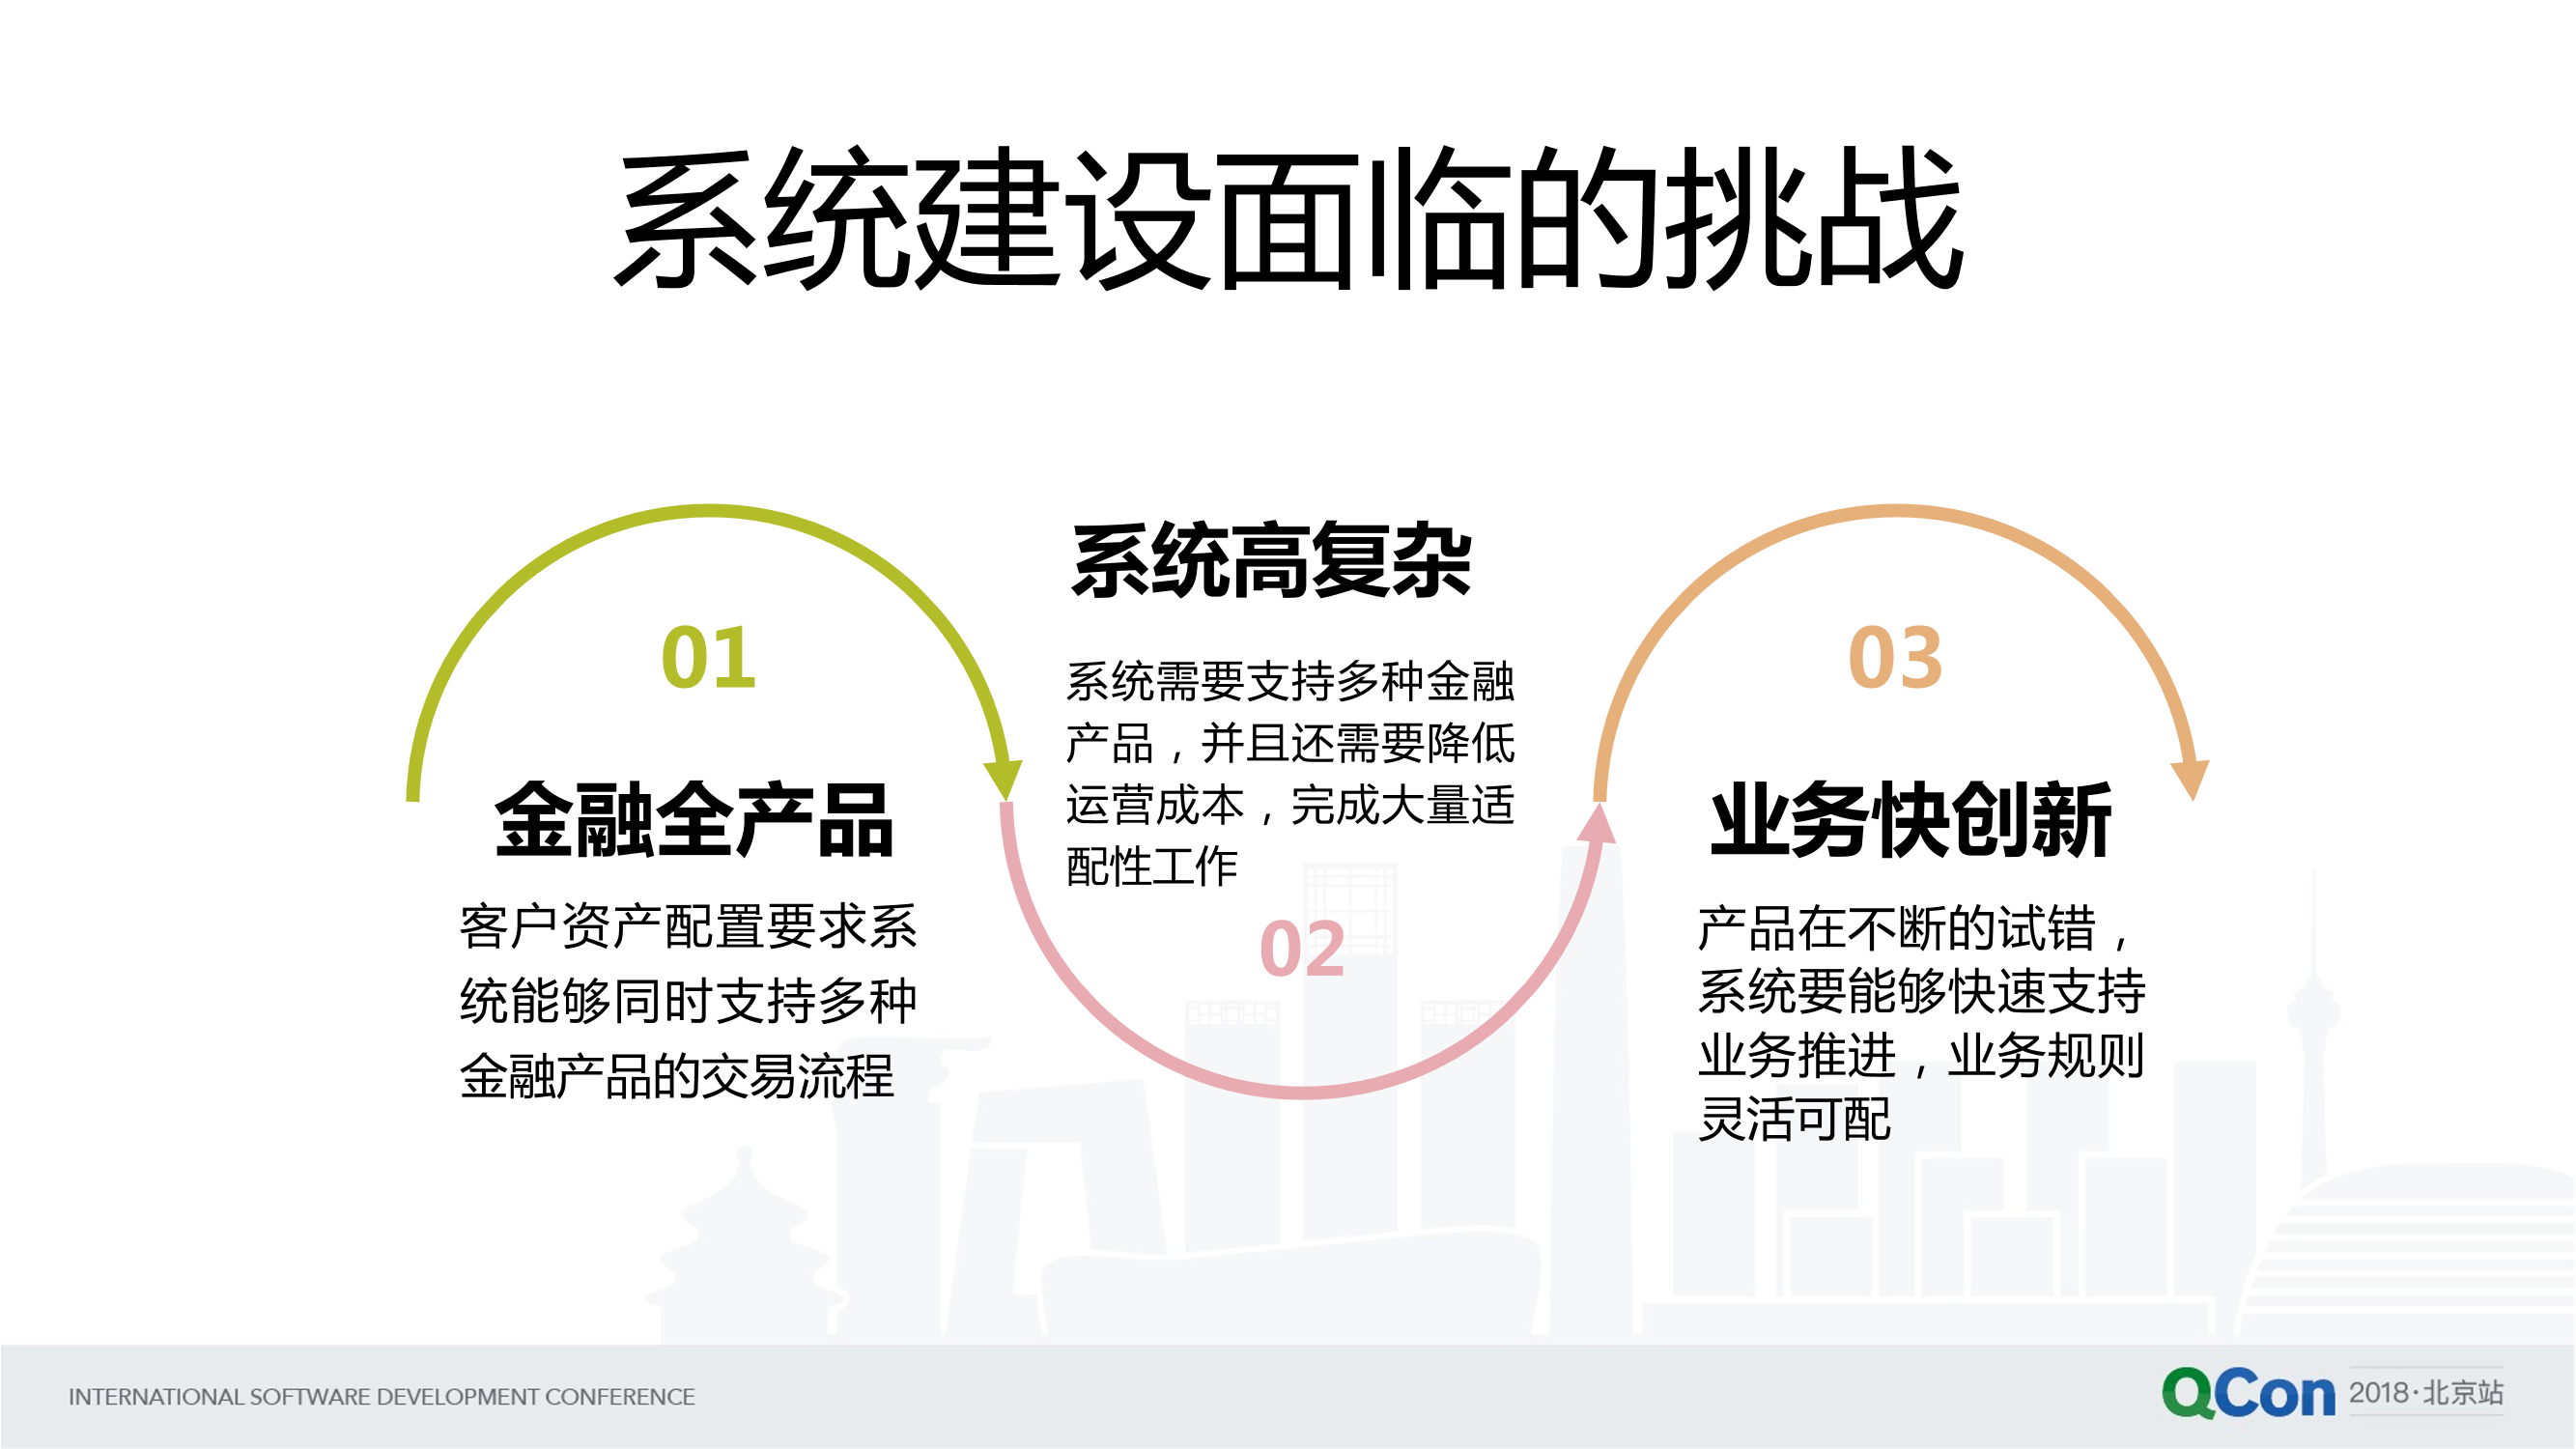 系统建设面临的挑战
01
金融全产品
客户资产配置要求系
统能够同时支持多种
金融产品的交易流程
系统高复杂
系统需要支持多种金融
产品，并且还需要降低
运营成本，完成大量适
配性工作
02
03
业务快创新
产品在不断的试错，
系统要能够快速支持
业务推进，业务规则
灵活可配
INTERNATIONAL SOFTWARE DEVELOPMENT CONFERENCE
QCon 2018·北京站